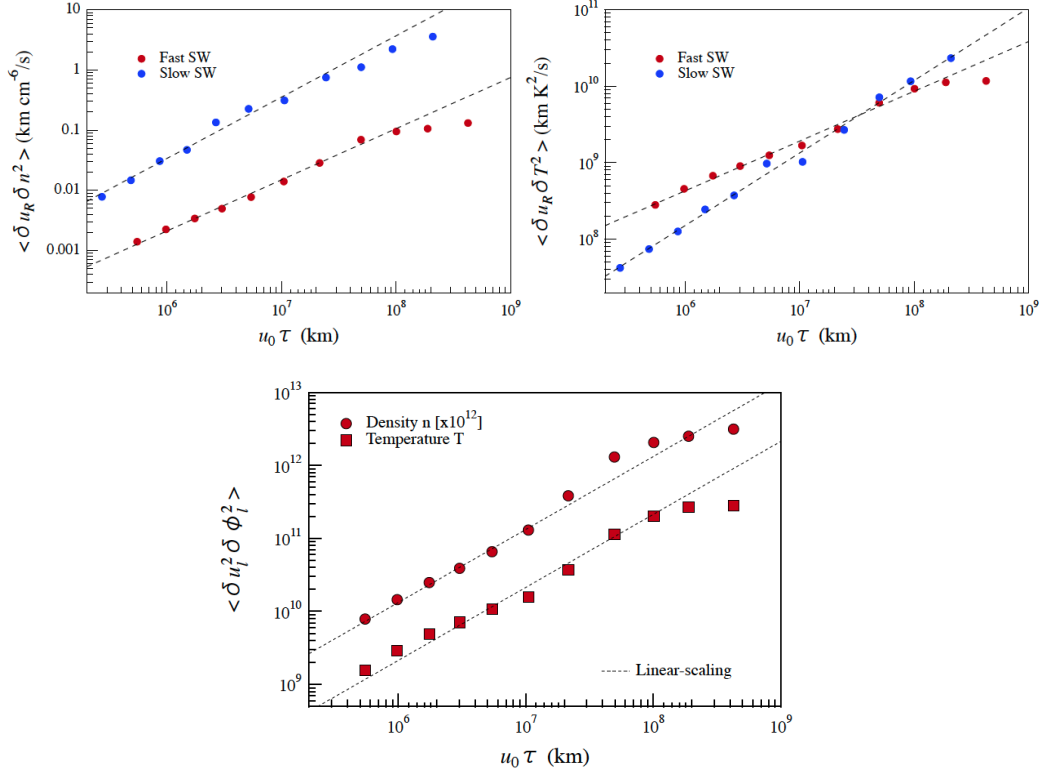 10
1
0.1
0.01
0.001
< δ u_R δ n² > (km cm⁻⁶/s)
Fast SW
Slow SW
10⁶ 10⁷ 10⁸ 10⁹
u₀ τ (km)
10¹¹
10¹⁰
10⁹
10⁸
< δ u_R δ T² > (km K²/s)
Fast SW
Slow SW
10⁶ 10⁷ 10⁸ 10⁹
u₀ τ (km)
10¹³
10¹²
10¹¹
10¹⁰
10⁹
< δ u_l² δ ϕ_l² >
Density n [x10¹²]
Temperature T
Linear-scaling
10⁶ 10⁷ 10⁸ 10⁹
u₀ τ (km)